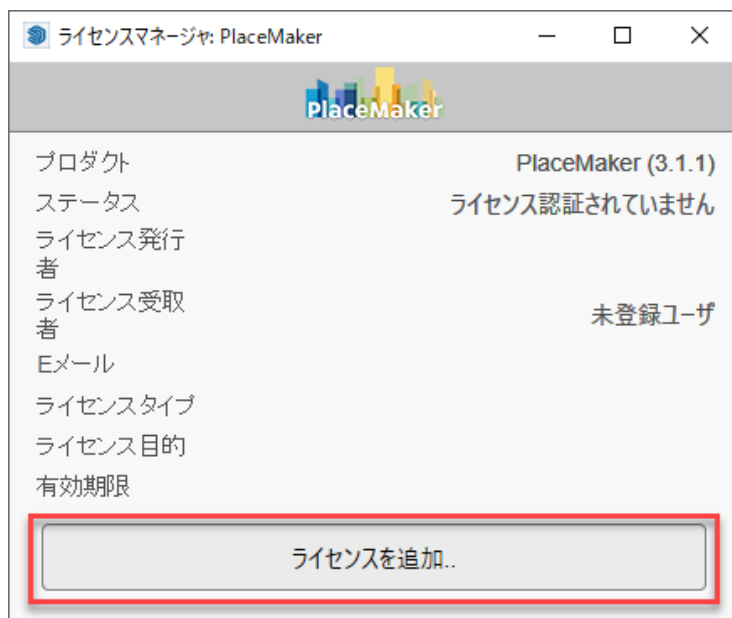 ライセンスマネージャ: PlaceMaker
PlaceMaker
プロダクト PlaceMaker (3.1.1)
ステータス ライセンス認証されていません
ライセンス発行
者
ライセンス受取
者 未登録ユーザ
Eメール
ライセンスタイプ
ライセンス目的
有効期限
ライセンスを追加..